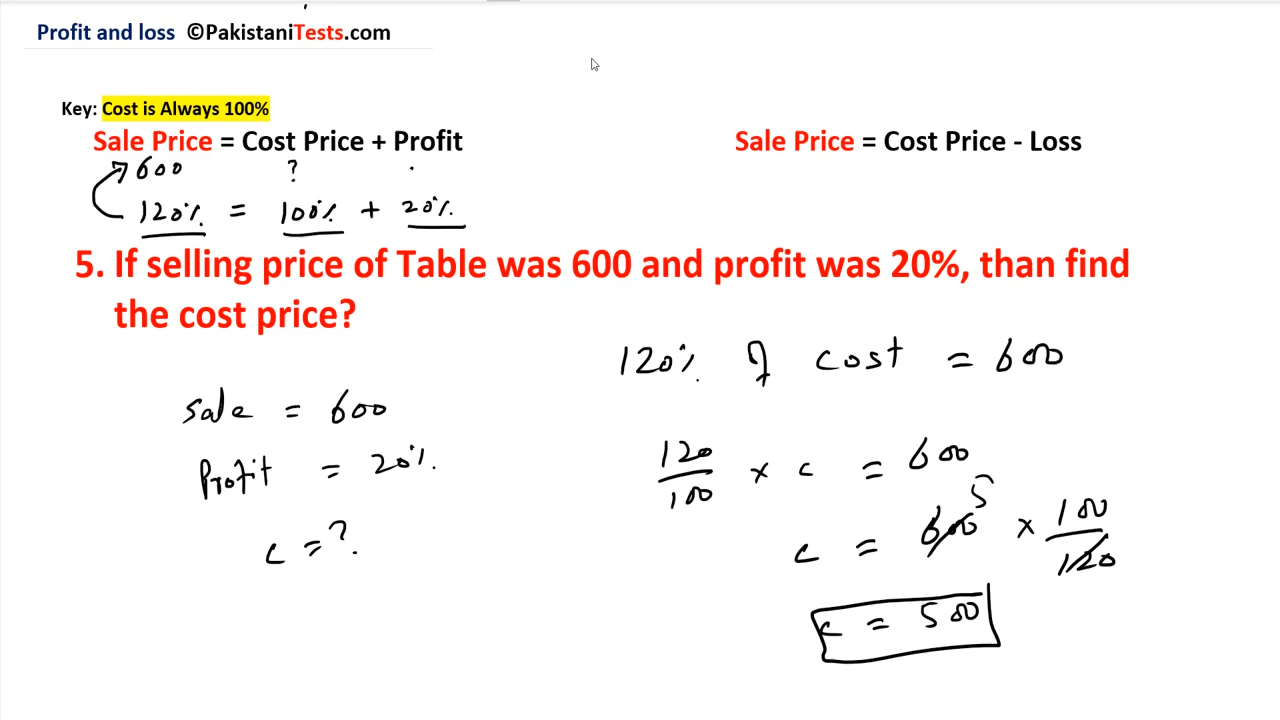 Profit and loss ©PakistaniTests.com
Key: Cost is Always 100%
Sale Price = Cost Price + Profit
Sale Price = Cost Price - Loss
600 ?
120% = 100% + 20%
5. If selling price of Table was 600 and profit was 20%, than find
the cost price?
120% of cost = 600
sale = 600
Profit = 20%
c = ?
120/100 × c = 600
5
c = 600 × 100/120
c = 500